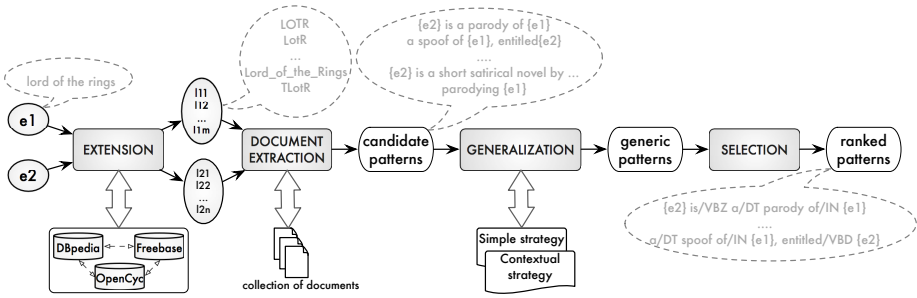 {e2} is a parody of {e1}
a spoof of {e1}, entitled{e2}
....
{e2} is a short satirical novel by ...
parodying {e1}
LOTR
LotR
...
Lord_of_the_Rings
TLotR
lord of the rings
e1
e2
EXTENSION
l11
l12
...
l1m
l21
l22
...
l2n
DOCUMENT
EXTRACTION
candidate
patterns
GENERALIZATION
generic
patterns
SELECTION
ranked
patterns
DBpedia
Freebase
OpenCyc
collection of documents
Simple strategy
Contextual
strategy
{e2} is/VBZ a/DT parody of/IN {e1}
....
a/DT spoof of/IN {e1}, entitled/VBD {e2}